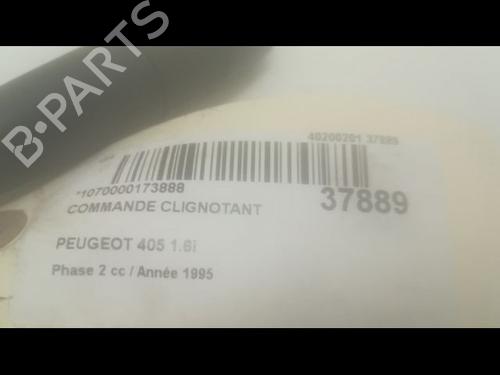 40200201 37889
*1070000173888
37889
COMMANDE CLIGNOTANT
PEUGEOT 405 1.6i
Phase 2 cc / Année 1995
B-PARTS